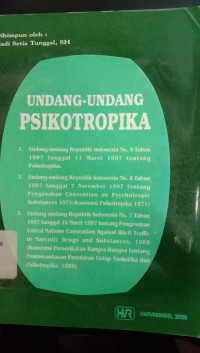 Dihimpun oleh :
Hadi Setia Tunggal, SH
UNDANG-UNDANG
PSIKOTROPIKA
1. Undang-undang Republik Indonesia No. 5 Tahun
1997 tanggal 11 Maret 1997 tentang
Psikotropika.
2. Undang-undang Republik Indonesia No. 8 Tahun
1997 tanggal 7 November 1997 tentang
Pengesahan Convention on Psychotropic
Substances 1971 (Konvensi Psikotropika 1971)
3. Undang-undang Republik Indonesia No. 7 Tahun
1997 tanggal 24 Maret 1997 tentang Pengesahan
United Nations Convention Against Illicit Traffic
in Narcotic Drugs and Substances, 1988
(Konvensi Perserikatan Bangsa-Bangsa tentang
Pemberantasan Peredaran Gelap Narkotika dan
Psikotropika, 1988)
HVR HARVARINDO, 2000